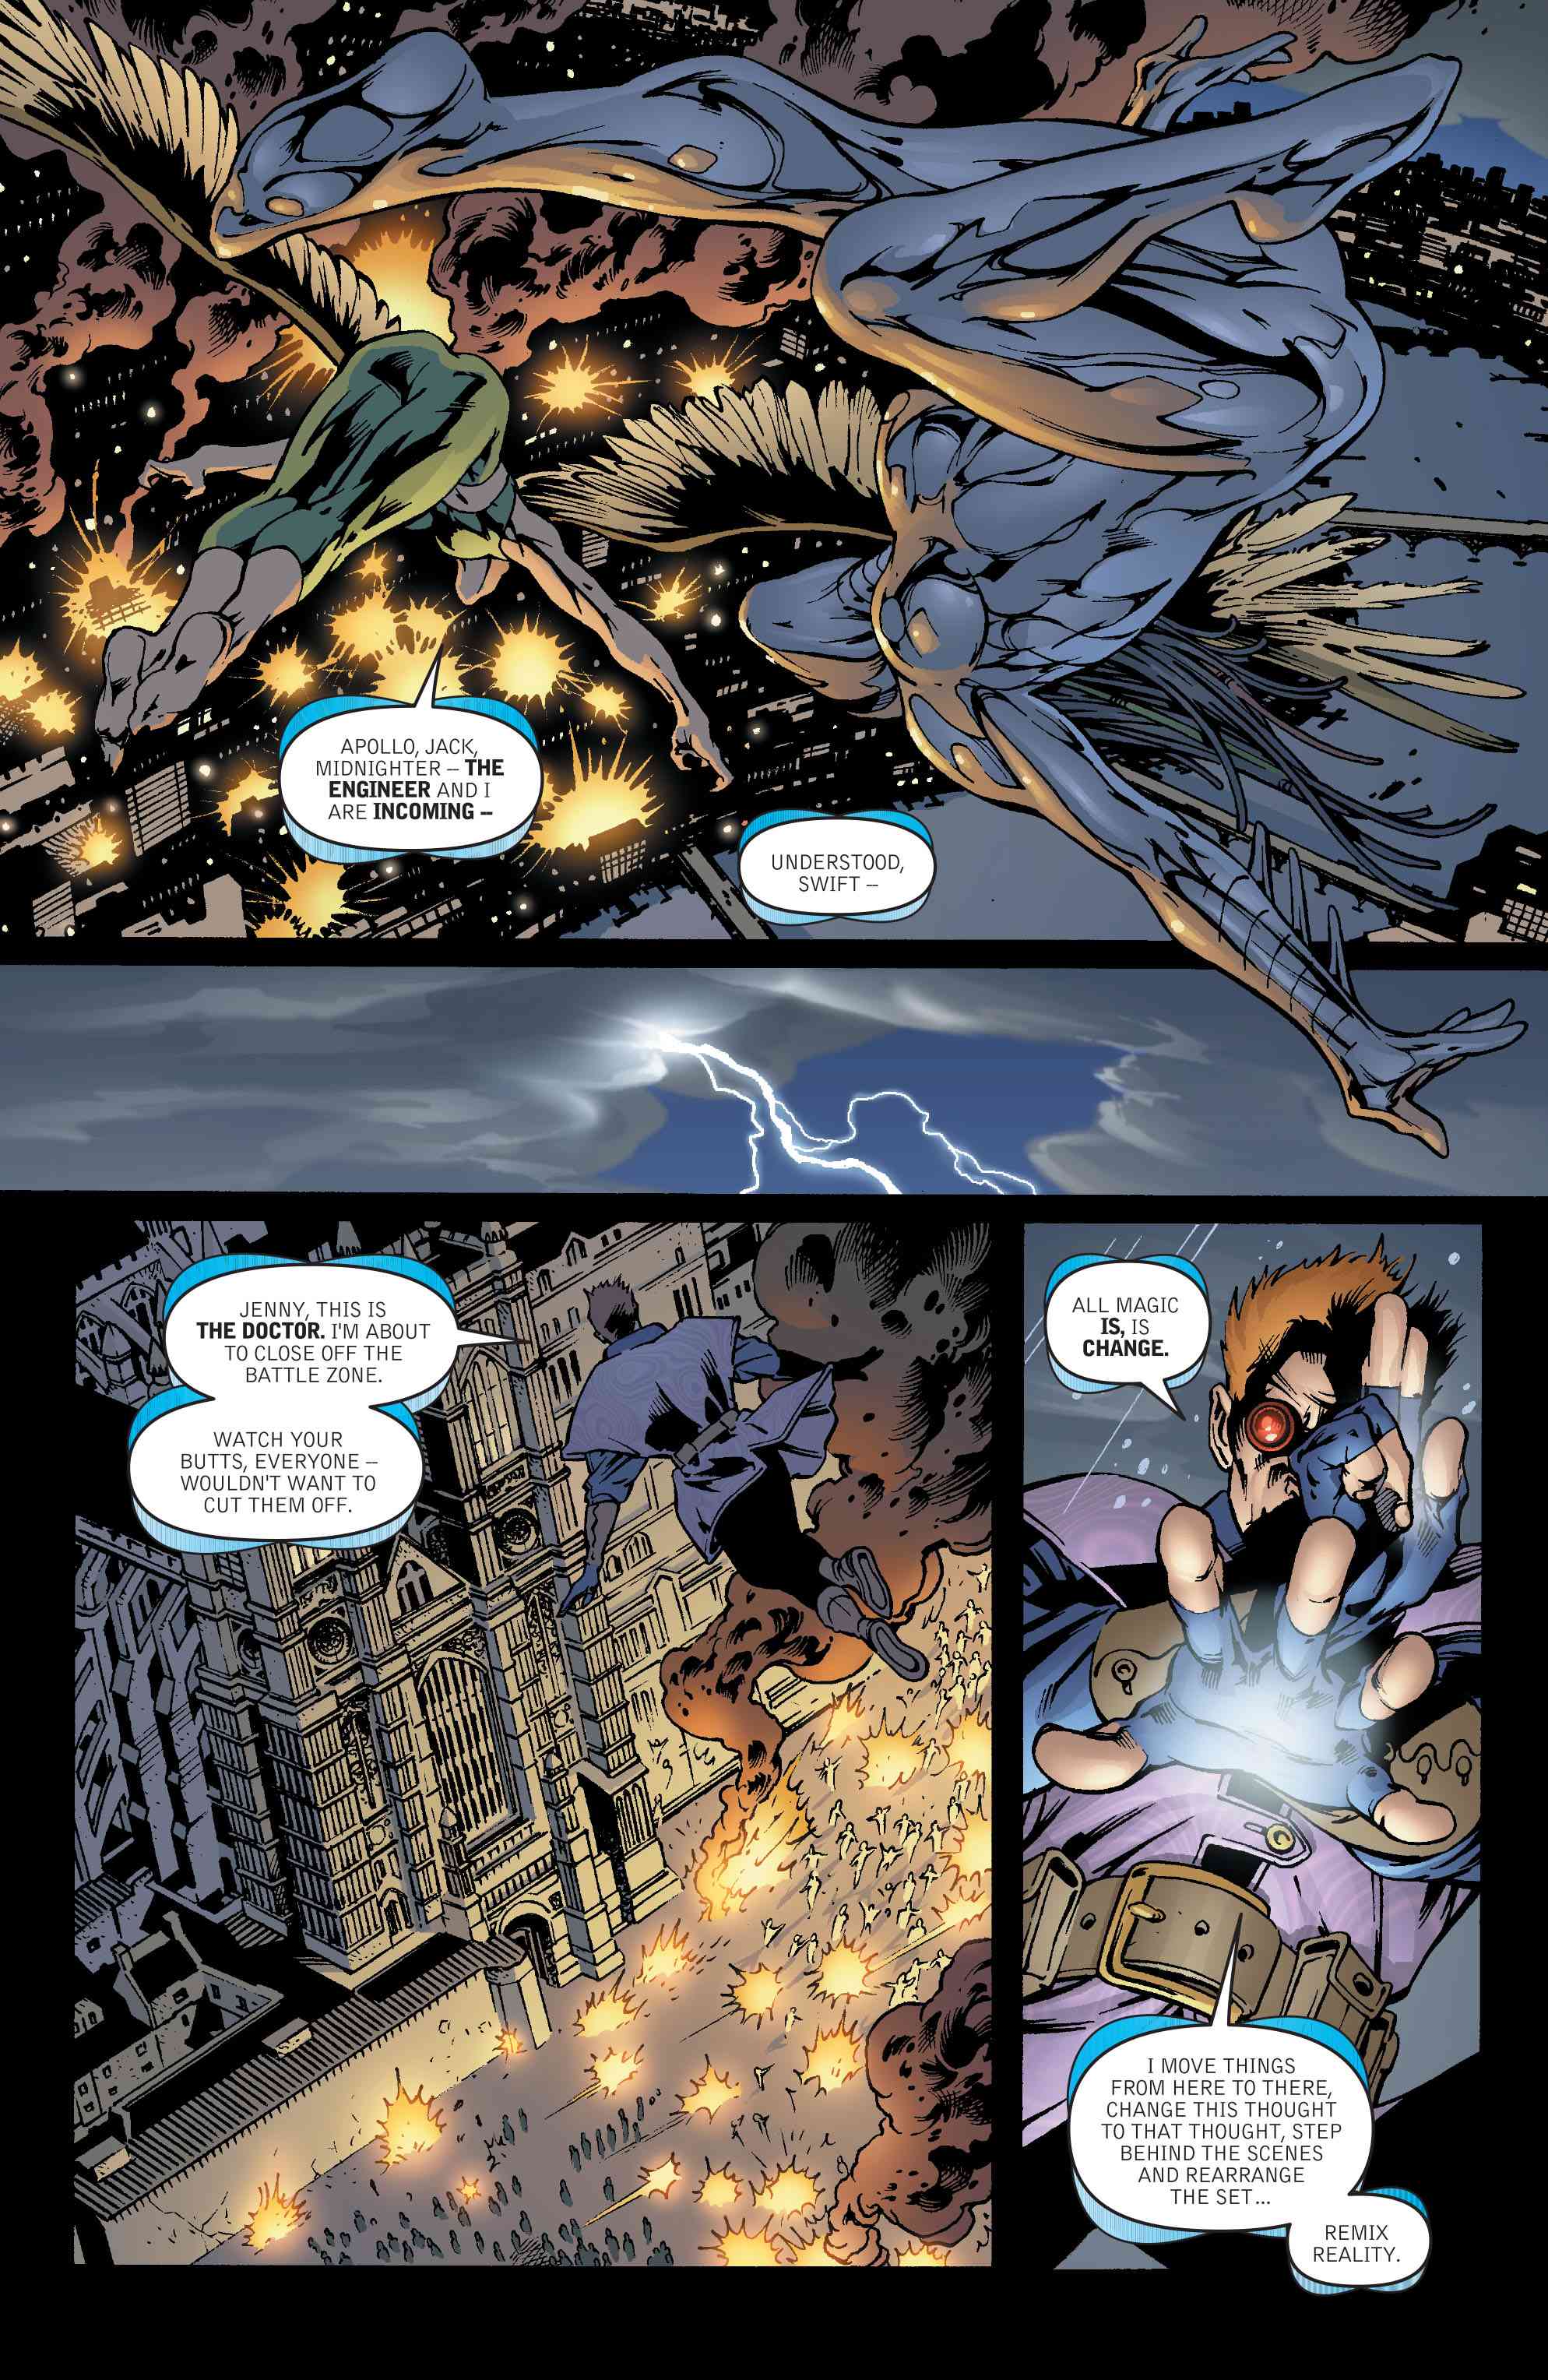 APOLLO, JACK,
MIDNIGHTER – THE
ENGINEER AND I
ARE INCOMING –
UNDERSTOOD,
SWIFT –
JENNY, THIS IS
THE DOCTOR. I'M ABOUT
TO CLOSE OFF THE
BATTLE ZONE.
WATCH YOUR
BUTTS, EVERYONE –
WOULDN'T WANT TO
CUT THEM OFF.
ALL MAGIC
IS, IS
CHANGE.
I MOVE THINGS
FROM HERE TO THERE,
CHANGE THIS THOUGHT
TO THAT THOUGHT, STEP
BEHIND THE SCENES
AND REARRANGE
THE SET...
REMIX
REALITY.